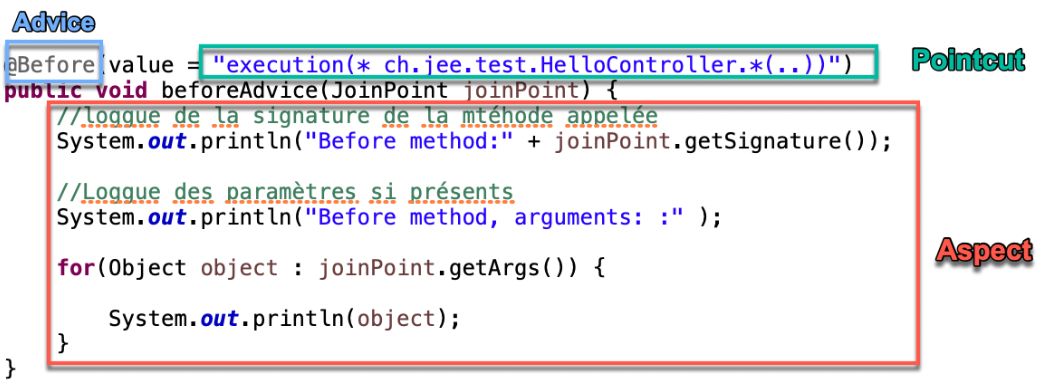 Advice
@Before(value = "execution(* ch.jee.test.HelloController.*(..))")
Pointcut
public void beforeAdvice(JoinPoint joinPoint) {
//loggue de la signature de la mtéhode appelée
System.out.println("Before method:" + joinPoint.getSignature());
//Loggue des paramètres si présents
System.out.println("Before method, arguments: :" );
for(Object object : joinPoint.getArgs()) {
Aspect
System.out.println(object);
}
}